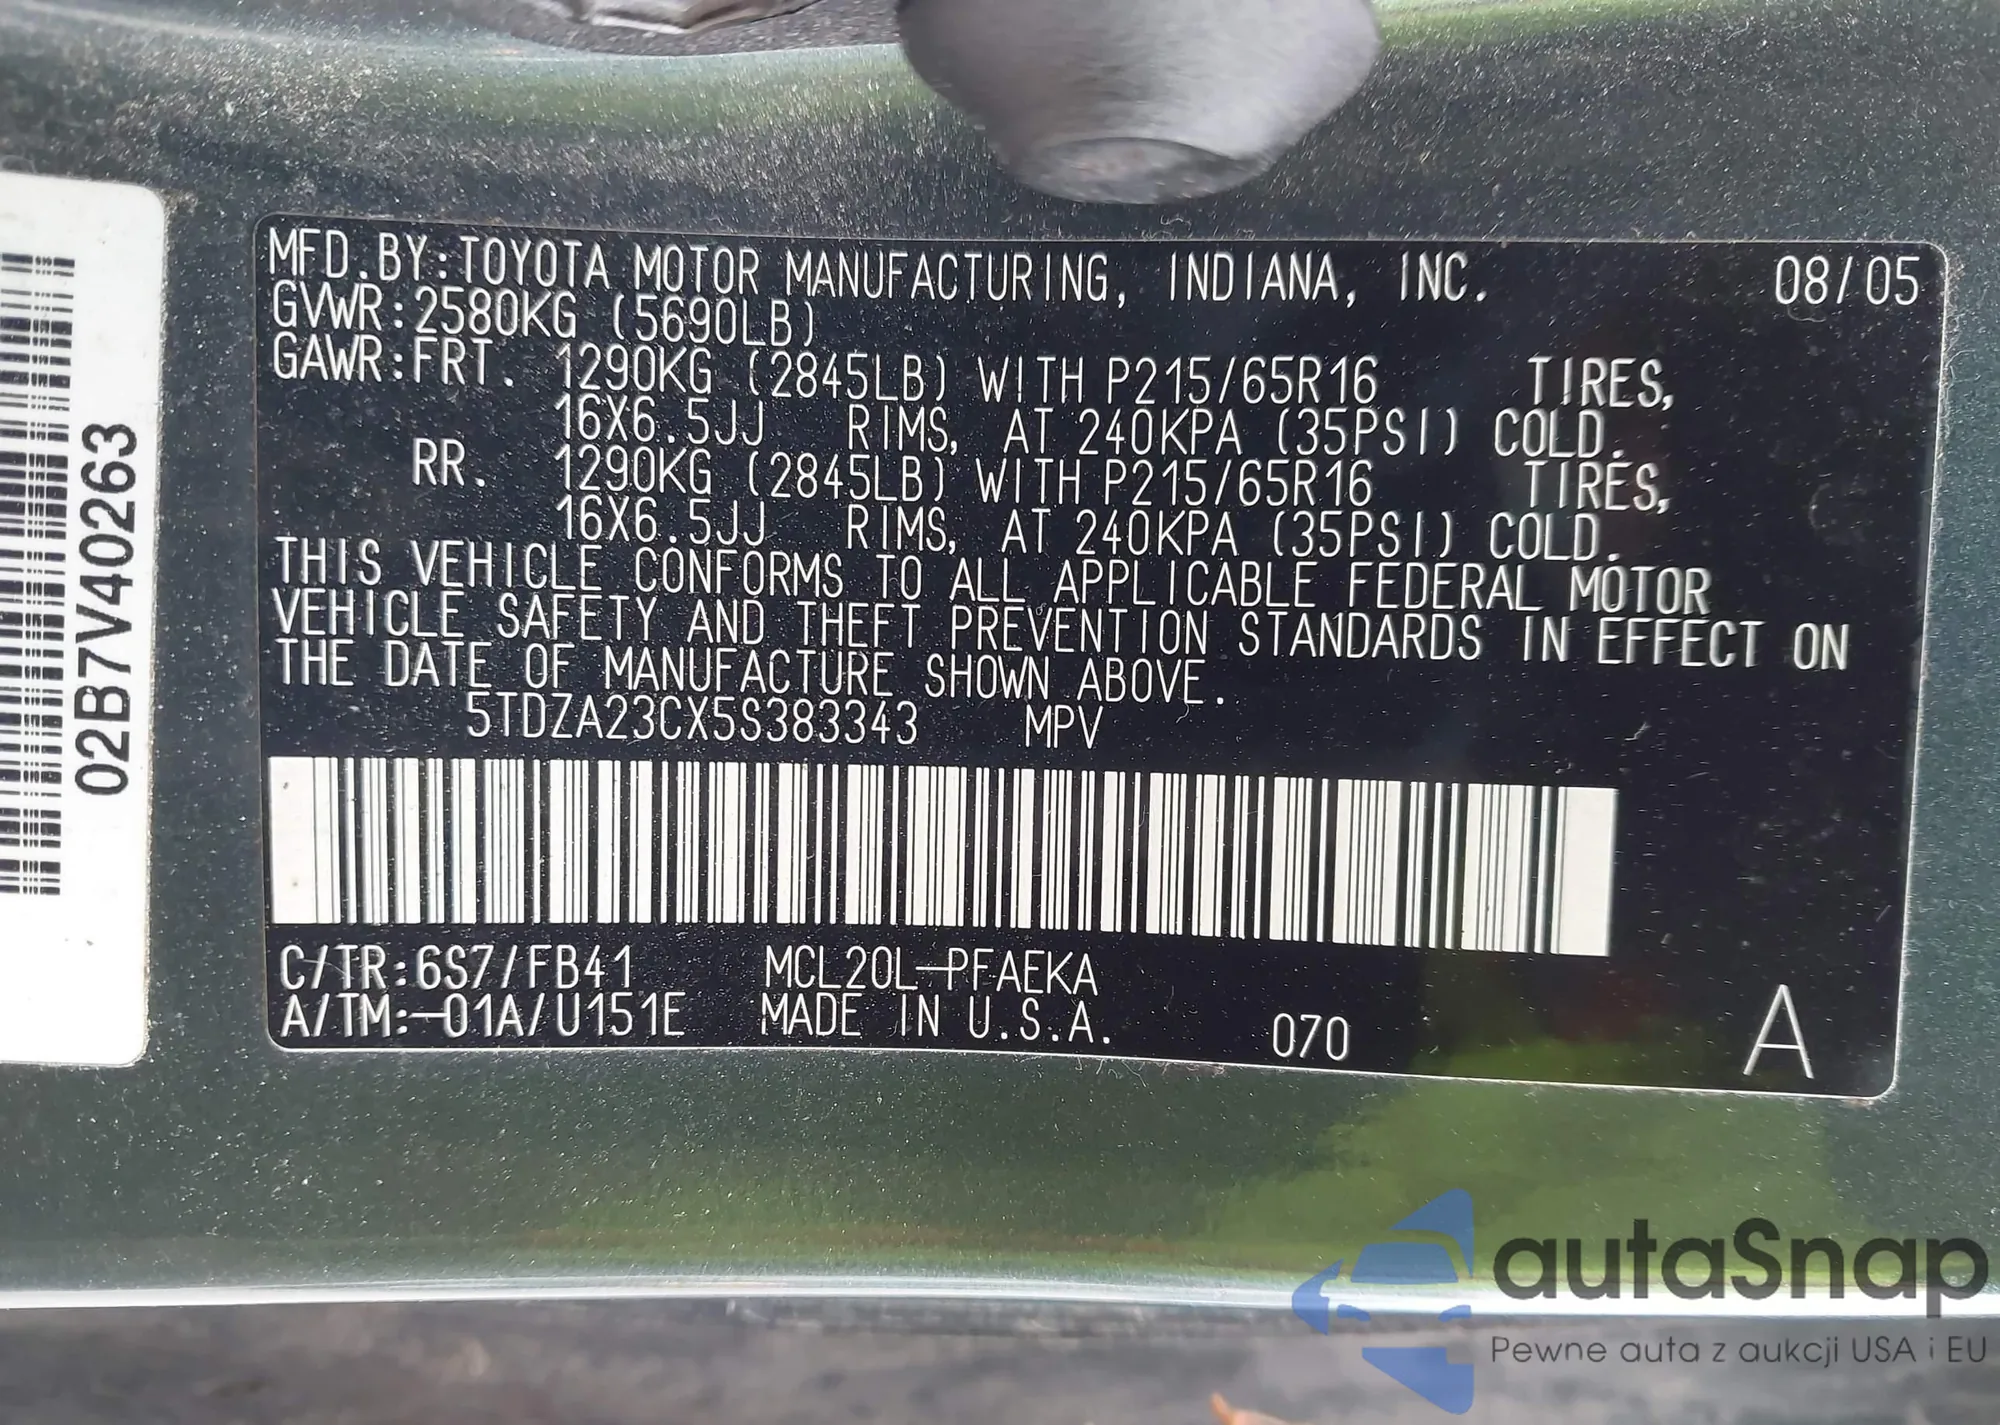 02B7V40263
MFD.BY:TOYOTA MOTOR MANUFACTURING, INDIANA, INC. 08/05
GVWR:2580KG (5690LB)
GAWR:FRT. 1290KG (2845LB) WITH P215/65R16 TIRES,
16X6.5JJ RIMS, AT 240KPA (35PSI) COLD.
RR. 1290KG (2845LB) WITH P215/65R16 TIRES,
16X6.5JJ RIMS, AT 240KPA (35PSI) COLD.
THIS VEHICLE CONFORMS TO ALL APPLICABLE FEDERAL MOTOR
VEHICLE SAFETY AND THEFT PREVENTION STANDARDS IN EFFECT ON
THE DATE OF MANUFACTURE SHOWN ABOVE.
5TDZA23CX5S383343 MPV
C/TR:6S7/FB41 MCL20L-PFAEKA
A/TM:-01A/U151E MADE IN U.S.A. 070 A
autaSnap
Pewne auta z aukcji USA i EU